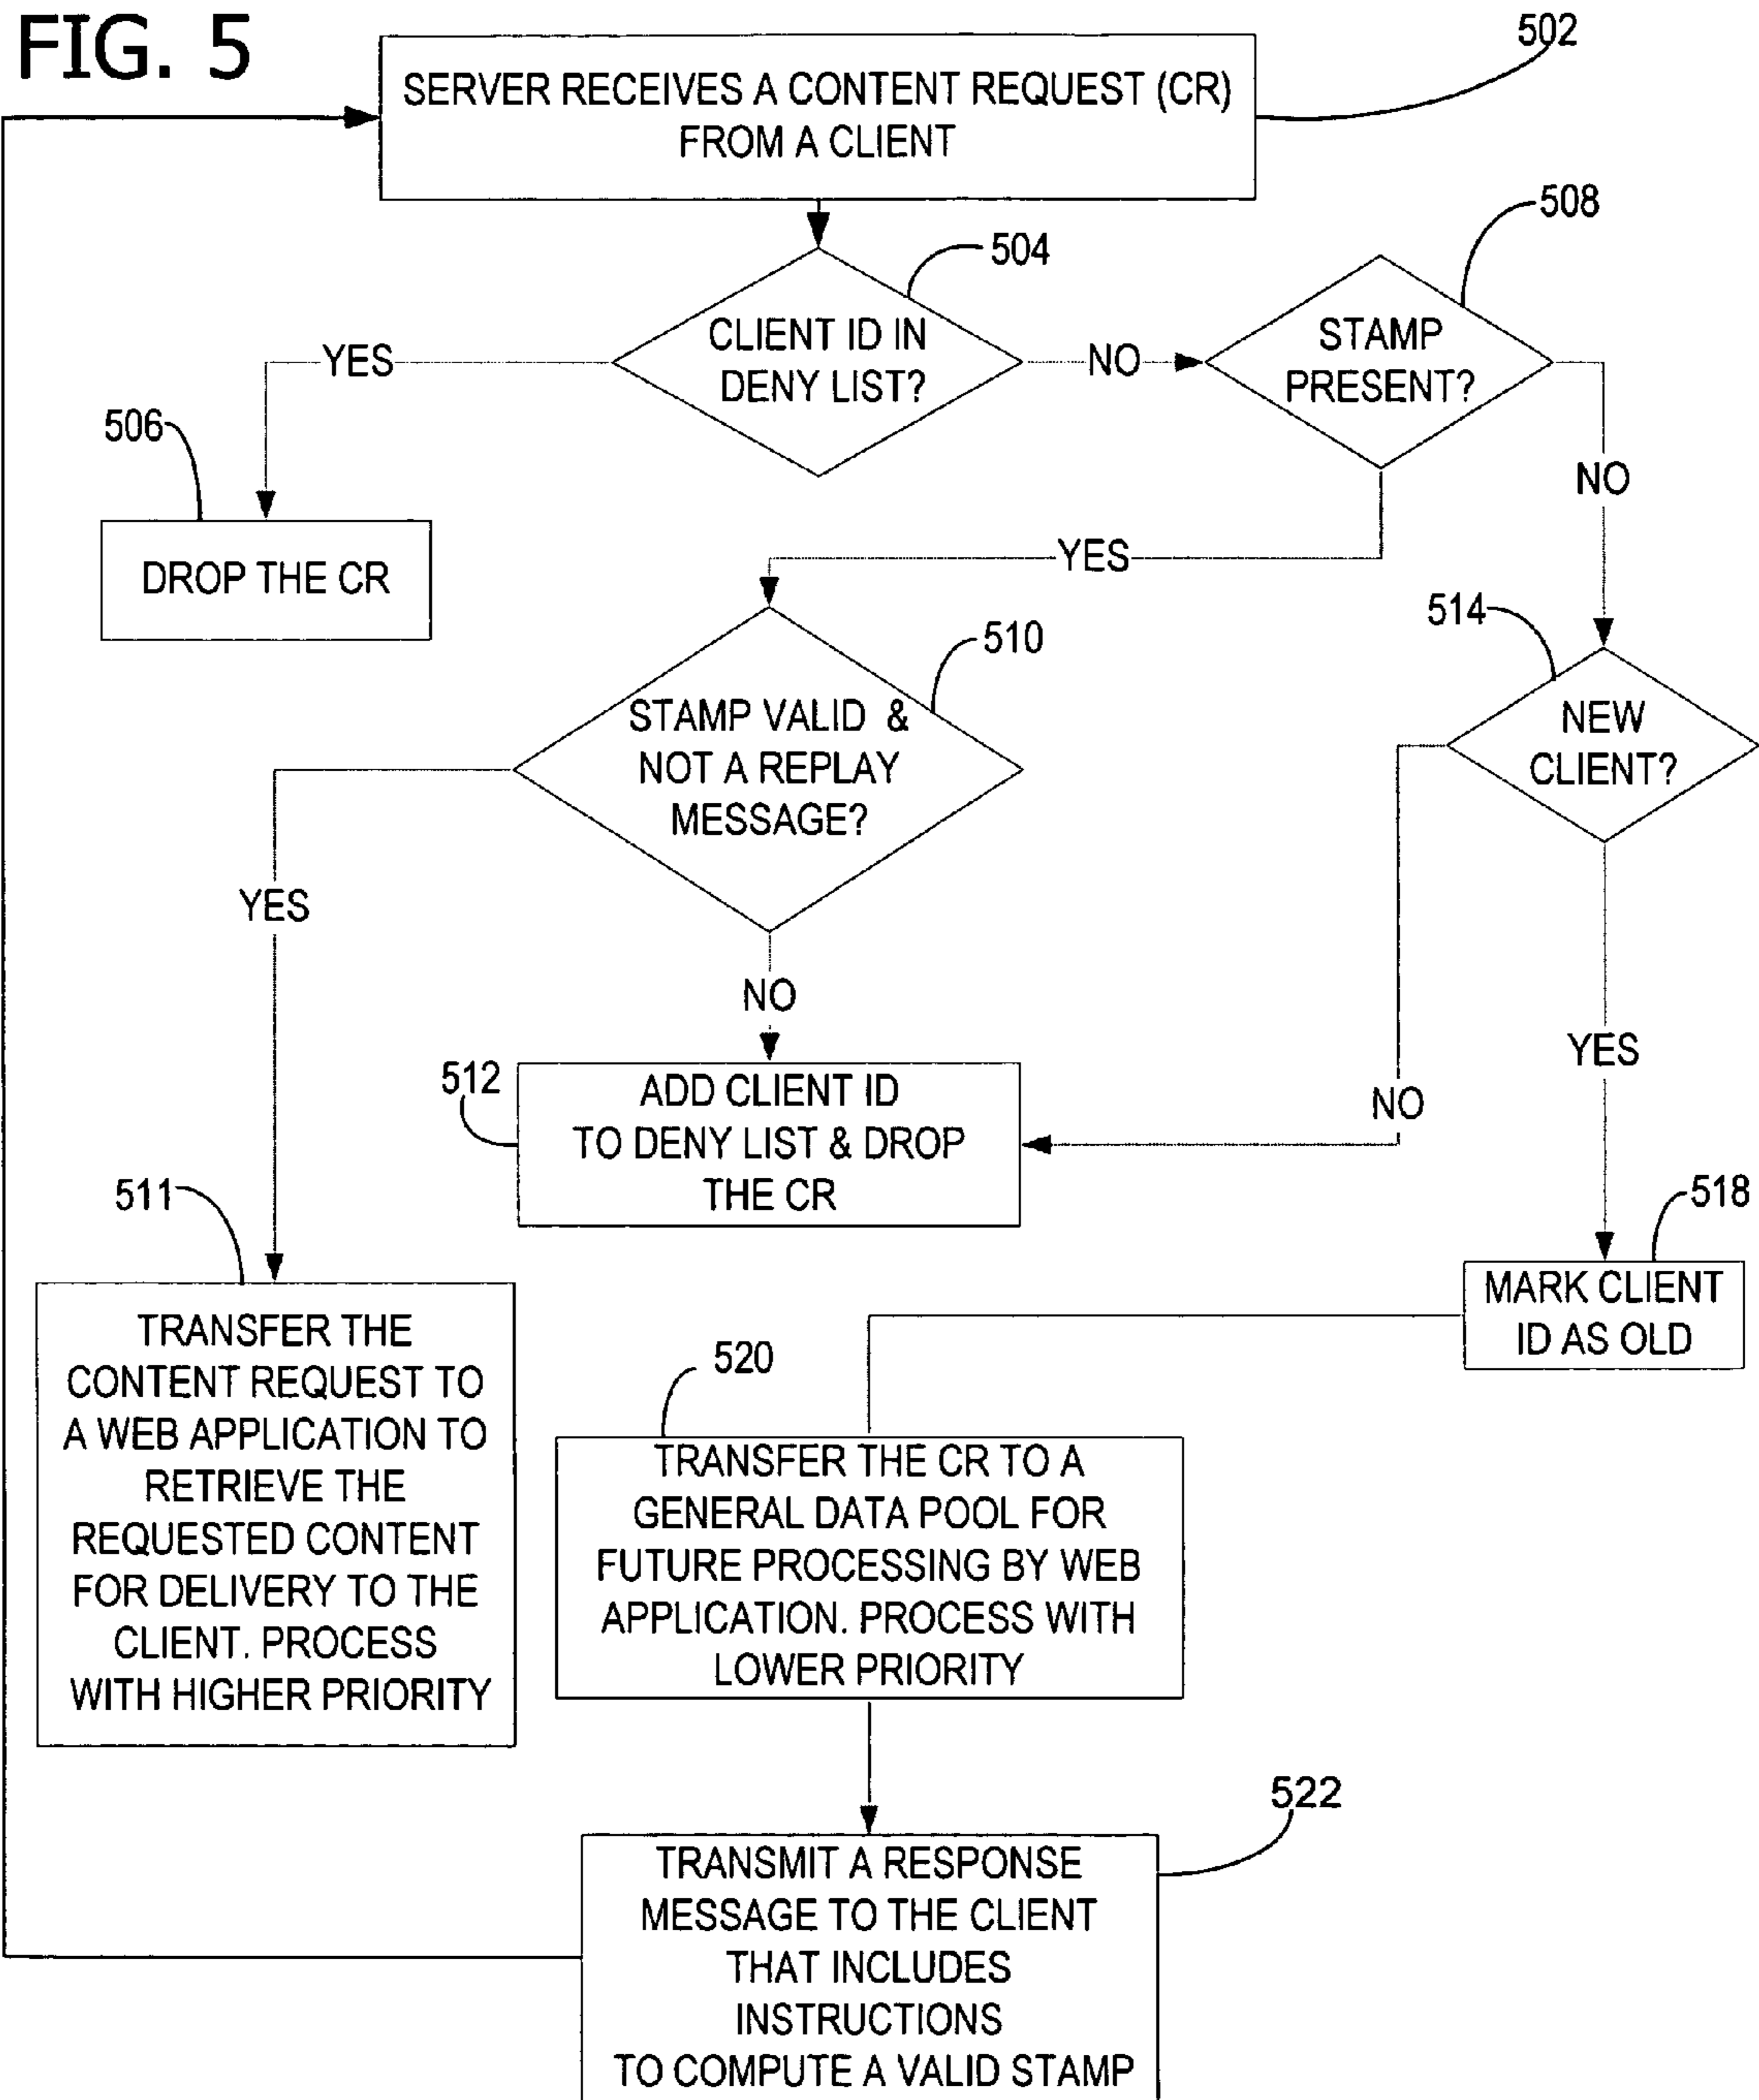 FIG. 5
502
SERVER RECEIVES A CONTENT REQUEST (CR)
FROM A CLIENT
508
504
CLIENT ID IN
DENY LIST?
STAMP
PRESENT?
YES
NO
506
NO
DROP THE CR
YES
514
510
STAMP VALID &
NOT A REPLAY
MESSAGE?
NEW
CLIENT?
YES
NO
YES
512
ADD CLIENT ID
TO DENY LIST & DROP
THE CR
NO
511
518
TRANSFER THE
CONTENT REQUEST TO
A WEB APPLICATION TO
RETRIEVE THE
REQUESTED CONTENT
FOR DELIVERY TO THE
CLIENT. PROCESS
WITH HIGHER PRIORITY
MARK CLIENT
ID AS OLD
520
TRANSFER THE CR TO A
GENERAL DATA POOL FOR
FUTURE PROCESSING BY WEB
APPLICATION. PROCESS WITH
LOWER PRIORITY
522
TRANSMIT A RESPONSE
MESSAGE TO THE CLIENT
THAT INCLUDES
INSTRUCTIONS
TO COMPUTE A VALID STAMP